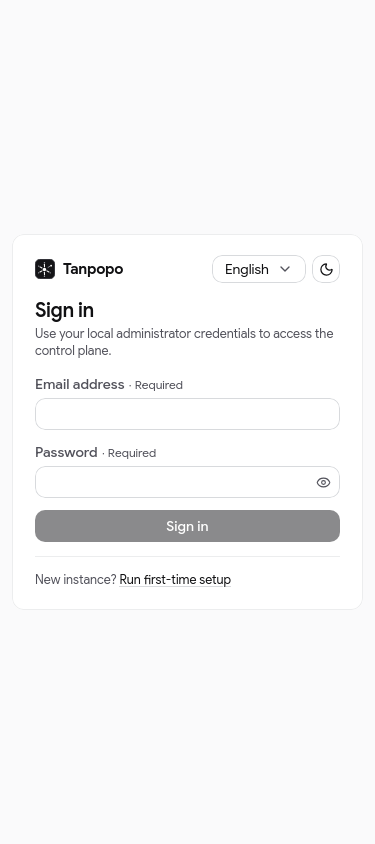 Tanpopo
English
Sign in
Use your local administrator credentials to access the
control plane.
Email address · Required
Password · Required
Sign in
New instance? Run first-time setup